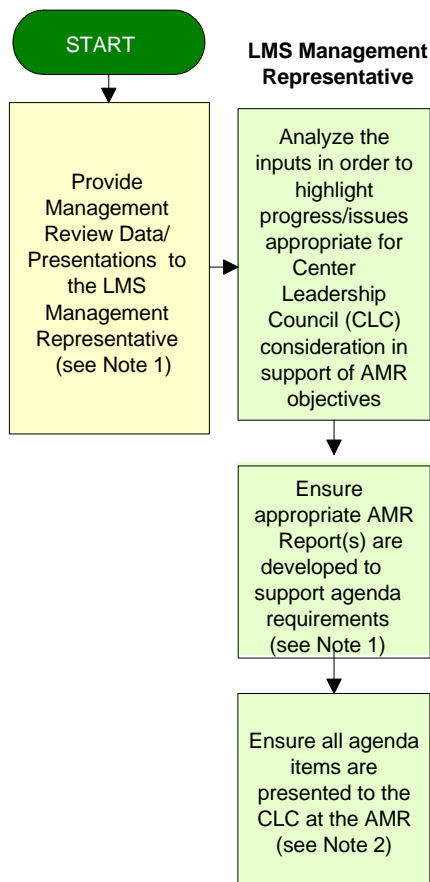 START
LMS Management
Representative
Provide
Management
Review Data/
Presentations to
the LMS
Management
Representative
(see Note 1)
Analyze the
inputs in order to
highlight
progress/issues
appropriate for
Center
Leadership
Council (CLC)
consideration in
support of AMR
objectives
Ensure
appropriate AMR
Report(s) are
developed to
support agenda
requirements
(see Note 1)
Ensure all agenda
items are
presented to the
CLC at the AMR
(see Note 2)